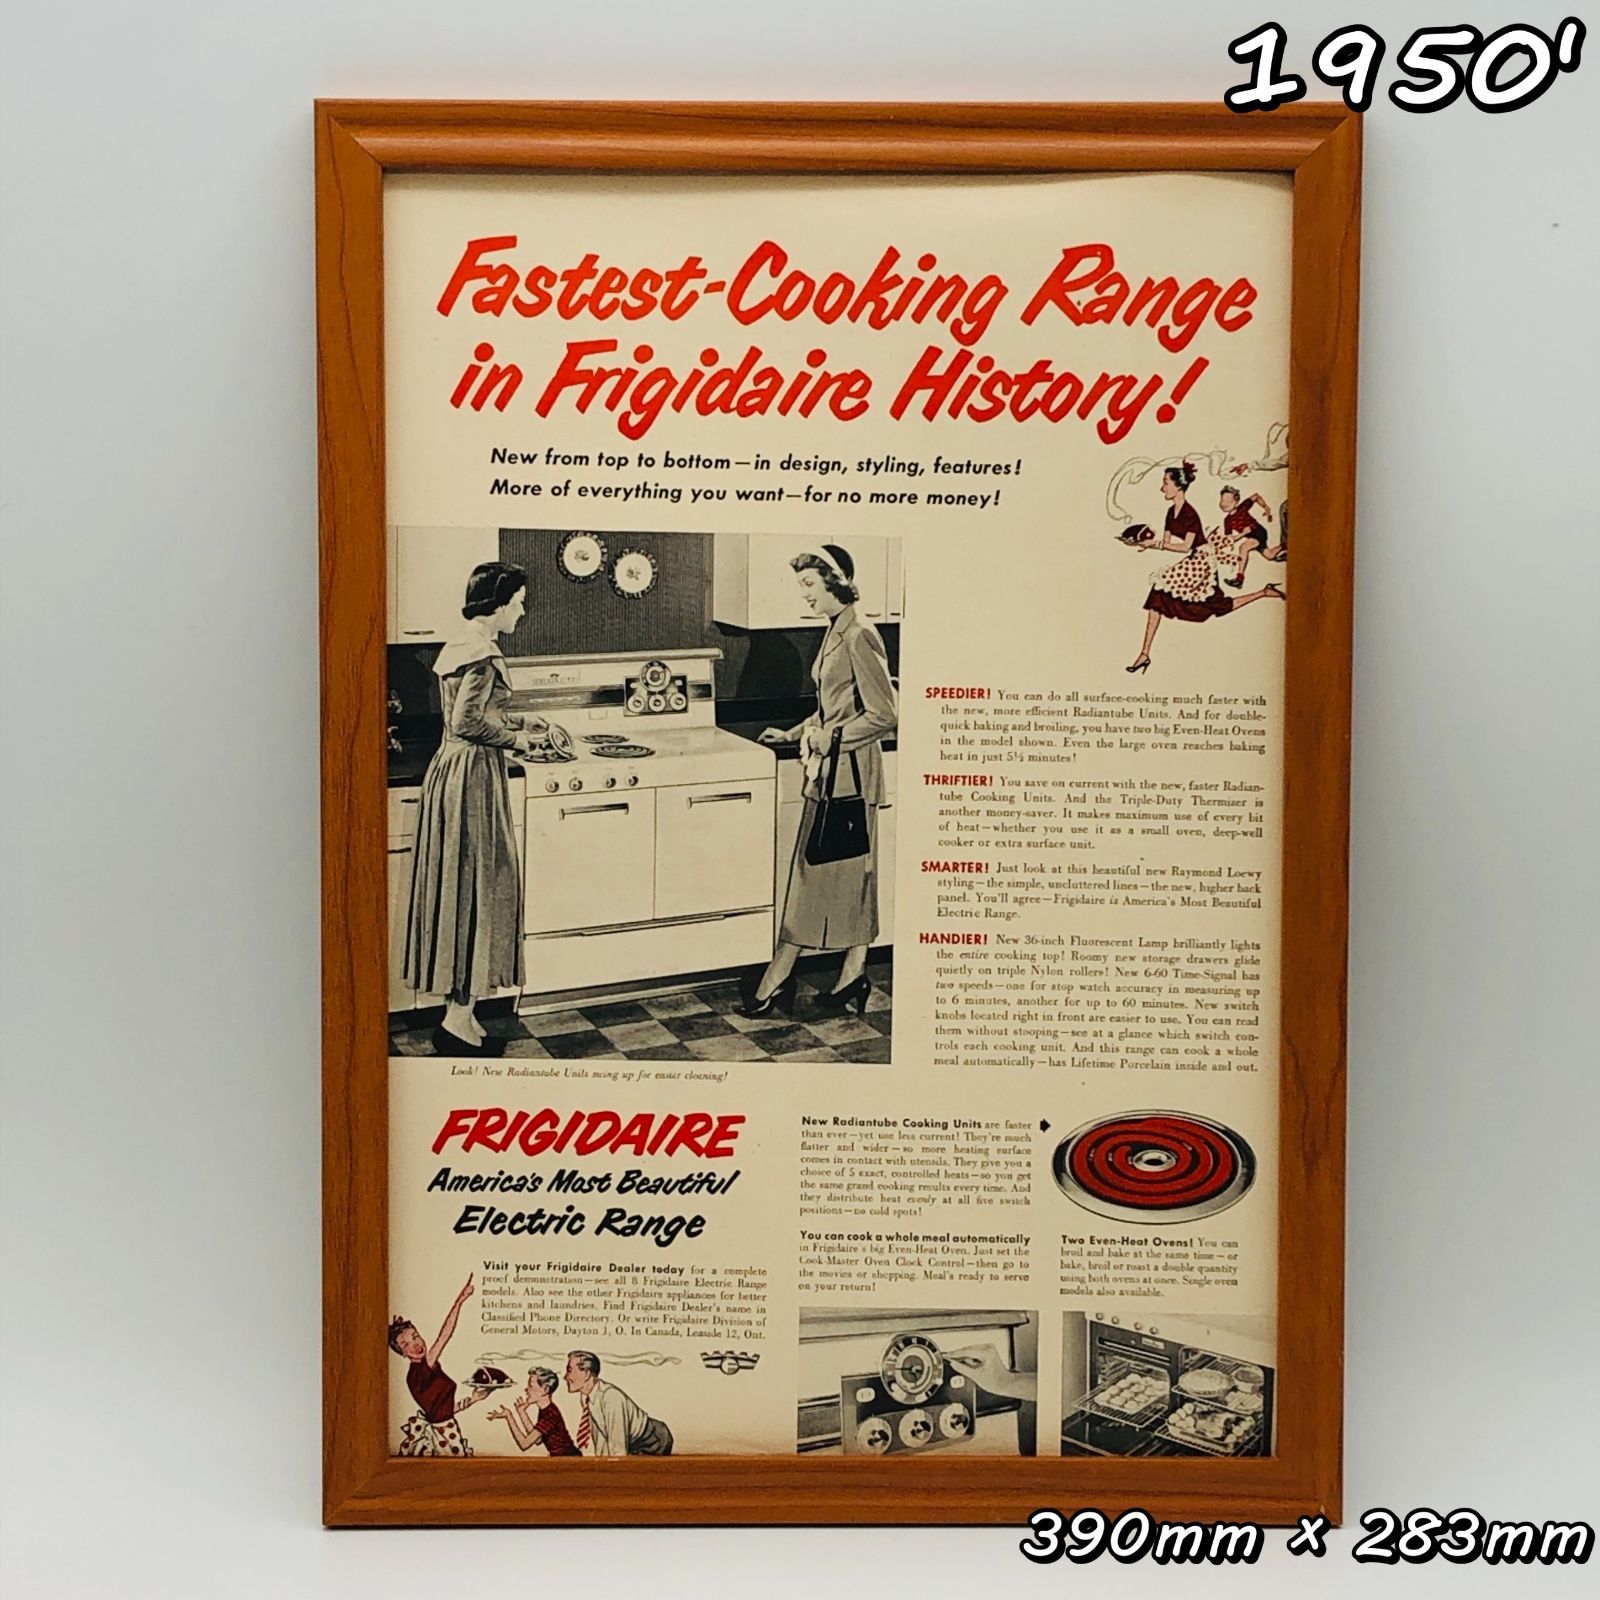 1950'
Fastest-Cooking Range
in Frigidaire History!
New from top to bottom—in design, styling, features!
More of everything you want—for no more money!
SPEEDIER! You can do all surface-cooking much faster with
the new, more efficient Radiantube Units. And for double-
quick baking and broiling, you have two big Even-Heat Ovens
in the model shown. Even the large oven reaches baking
heat in just 5½ minutes!
THRIFTIER! You save on current with the new, faster Radian-
tube Cooking Units. And the Triple-Duty Thermizer is
another money-saver. It makes maximum use of every bit
of heat—whether you use it as a small oven, deep-well
cooker or extra surface unit.
SMARTER! Just look at this beautiful new Raymond Loewy
styling—the simple, uncluttered lines—the new, higher back
panel. You'll agree—Frigidaire is America's Most Beautiful
Electric Range.
HANDIER! New 36-inch Fluorescent Lamp brilliantly lights
the entire cooking top! Roomy new storage drawers glide
quietly on triple Nylon rollers! New 6-60 Time-Signal has
two speeds—one for stop watch accuracy in measuring up
to 6 minutes, another for up to 60 minutes. New switch
knobs located right in front are easier to use. You can read
them without stooping—see at a glance which switch con-
trols each cooking unit. And this range can cook a whole
meal automatically—has Lifetime Porcelain inside and out.
Look! New Radiantube Units swing up for easier cleaning!
FRIGIDAIRE
America's Most Beautiful
Electric Range
Visit your Frigidaire Dealer today for a complete
proof demonstration—see all 8 Frigidaire Electric Range
models. Also see the other Frigidaire appliances for better
kitchens and laundries. Find Frigidaire Dealer's name in
Classified Phone Directory. Or write Frigidaire Division of
General Motors, Dayton 1, O. In Canada, Leaside 12, Ont.
New Radiantube Cooking Units are faster
than ever—yet use less current! They're much
flatter and wider—so more heating surface
comes in contact with utensils. They give you a
choice of 5 exact, controlled heats—so you get
the same grand cooking results every time. And
they distribute heat evenly at all five switch
positions—no cold spots!
You can cook a whole meal automatically
in Frigidaire's big Even-Heat Oven. Just set the
Cook-Master Oven Clock Control—then go to
the movies or shopping. Meal's ready to serve
on your return!
Two Even-Heat Ovens! You can
broil and bake at the same time—or
bake, broil or roast a double quantity
using both ovens at once. Single oven
models also available.
390mm × 283mm